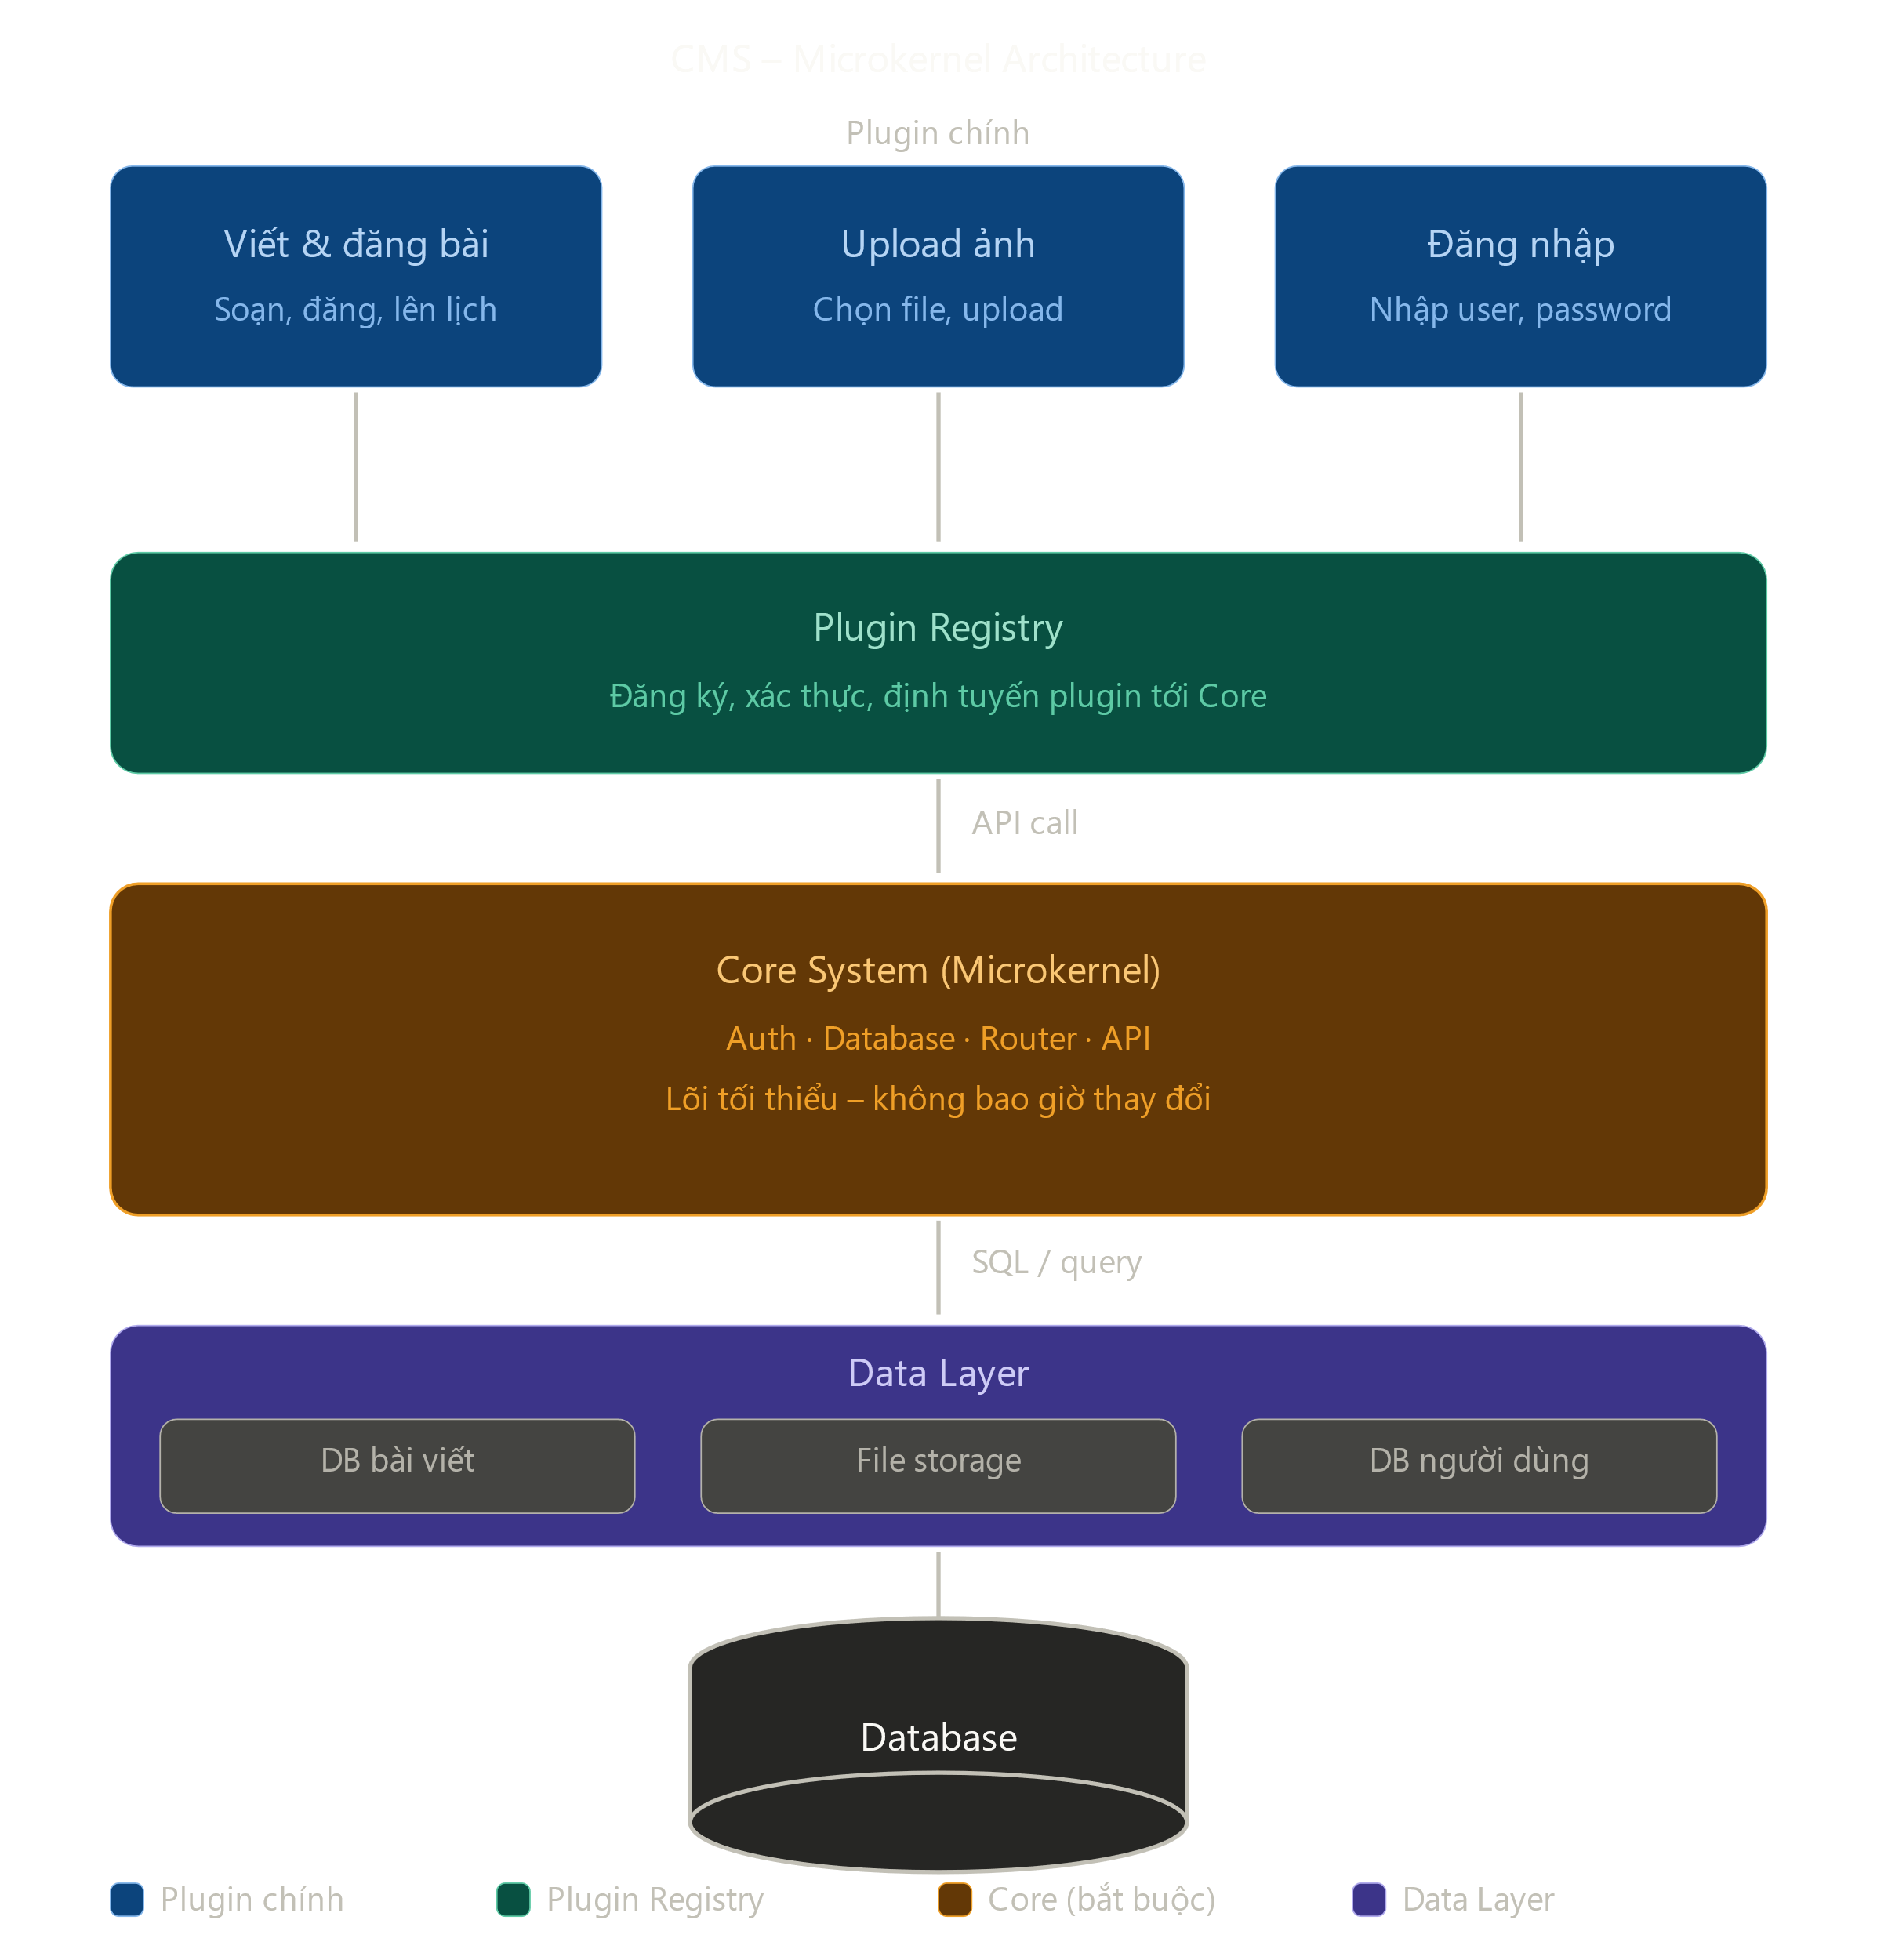 CMS – Microkernel Architecture
Plugin chính
Viết & đăng bài
Soạn, đăng, lên lịch
Upload ảnh
Chọn file, upload
Đăng nhập
Nhập user, password
Plugin Registry
Đăng ký, xác thực, định tuyến plugin tới Core
API call
Core System (Microkernel)
Auth · Database · Router · API
Lõi tối thiểu – không bao giờ thay đổi
SQL / query
Data Layer
DB bài viết
File storage
DB người dùng
Database
Plugin chính
Plugin Registry
Core (bắt buộc)
Data Layer